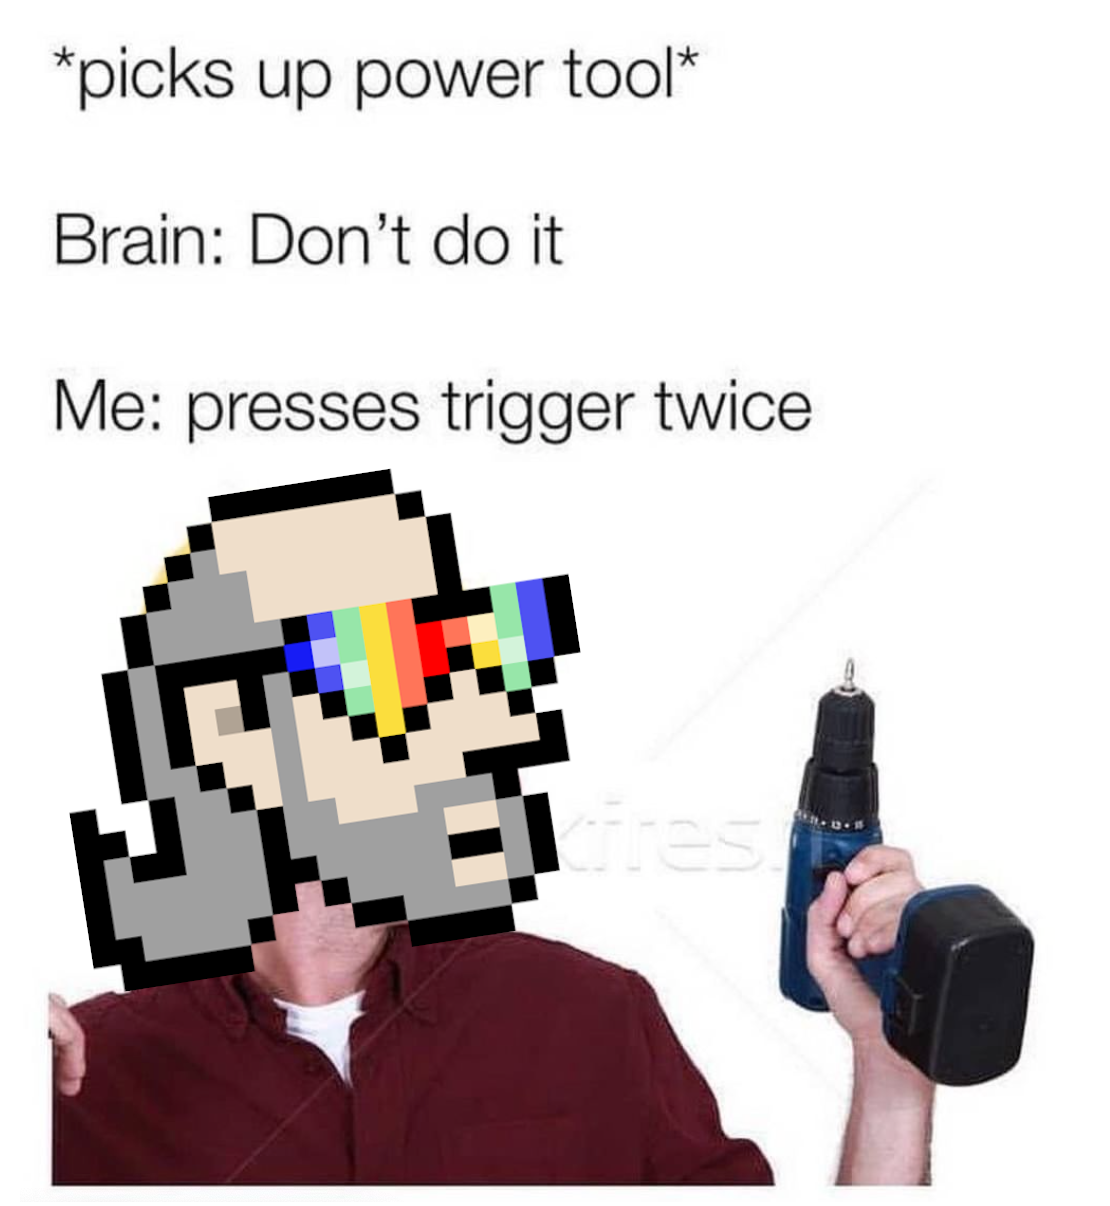 *picks up power tool*
Brain: Don’t do it
Me: presses trigger twice